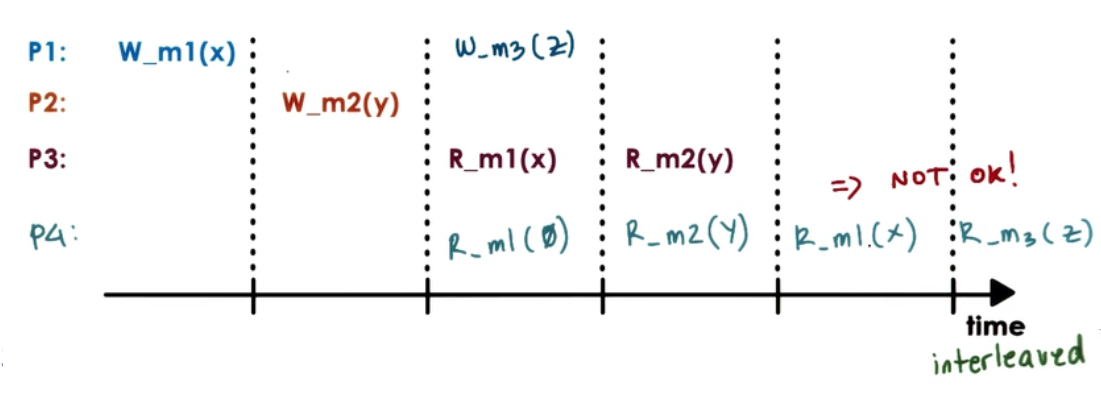 P1: W_m1(x) W_m3(z)
P2: W_m2(y)
P3: R_m1(x) R_m2(y)
=> NOT OK!
P4: R_m1(Ø) R_m2(Y) R_m1.(x) R_m3(z)
time
interleaved